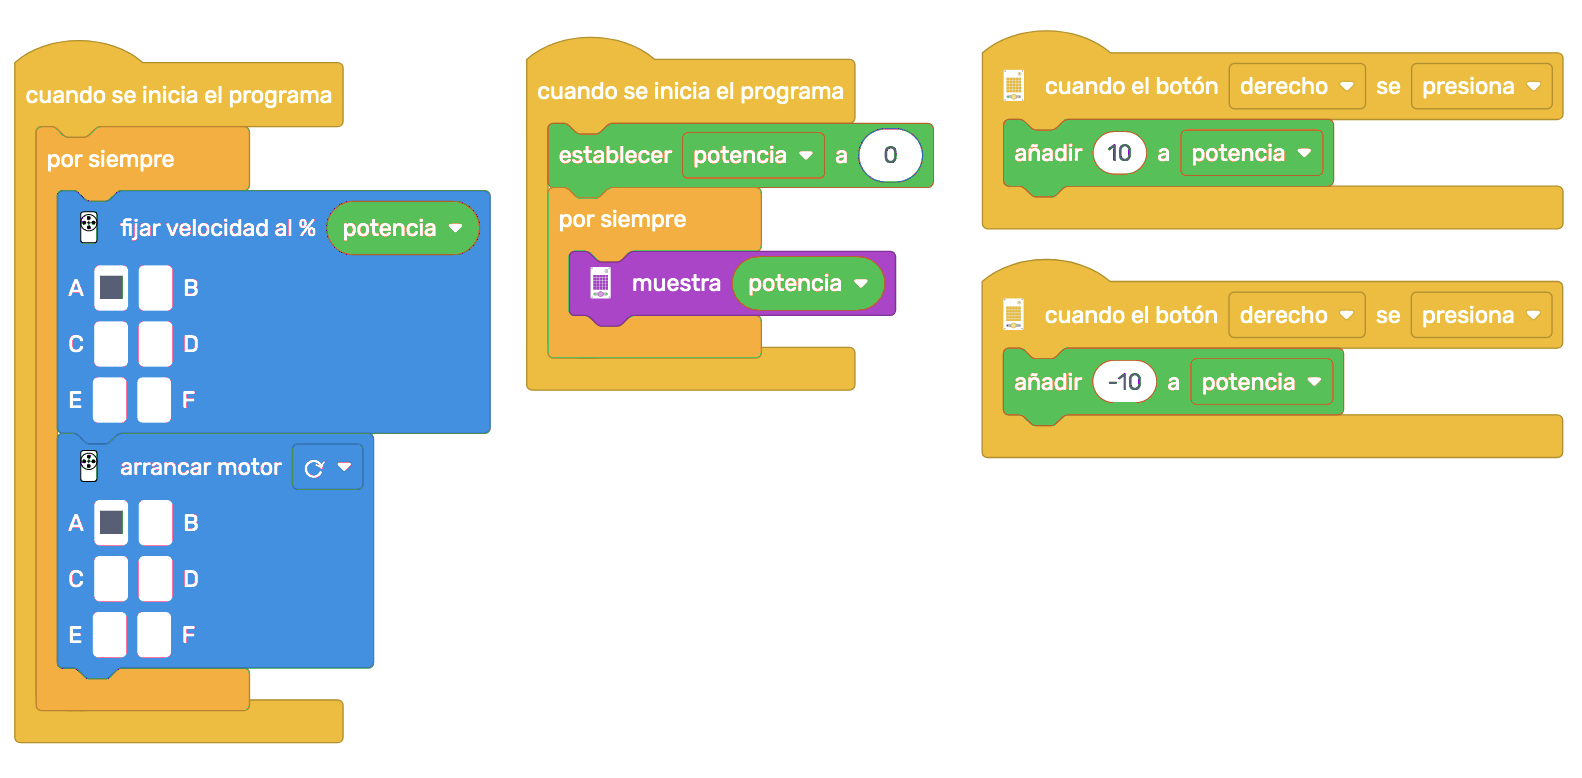 cuando se inicia el programa
por siempre
fijar velocidad al % potencia
A B
C D
E F
arrancar motor
A B
C D
E F
cuando se inicia el programa
establecer potencia a 0
por siempre
muestra potencia
cuando el botón derecho se presiona
añadir 10 a potencia
cuando el botón derecho se presiona
añadir -10 a potencia